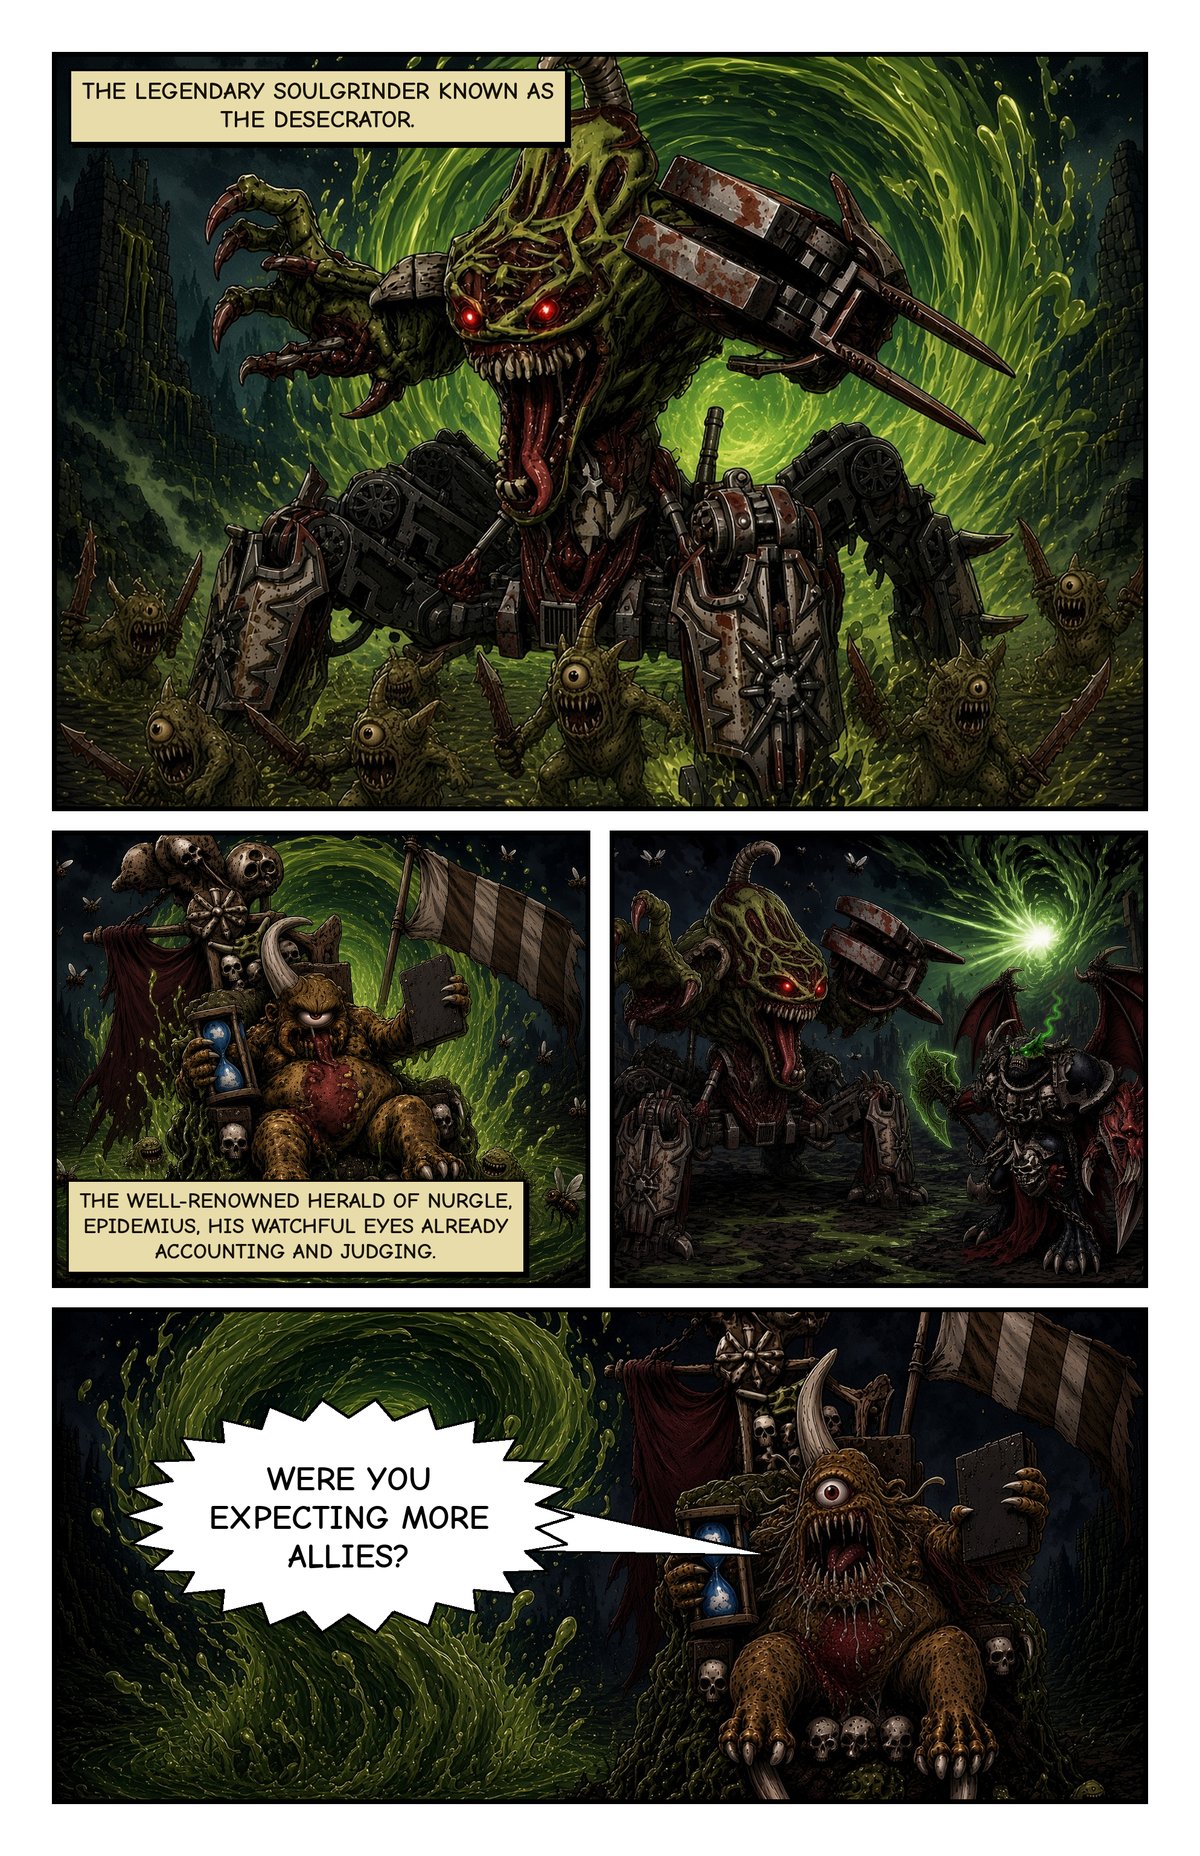 THE LEGENDARY SOULGRINDER KNOWN AS
THE DESECRATOR.
THE WELL-RENOWNED HERALD OF NURGLE,
EPIDEMIUS, HIS WATCHFUL EYES ALREADY
ACCOUNTING AND JUDGING.
WERE YOU
EXPECTING MORE
ALLIES?